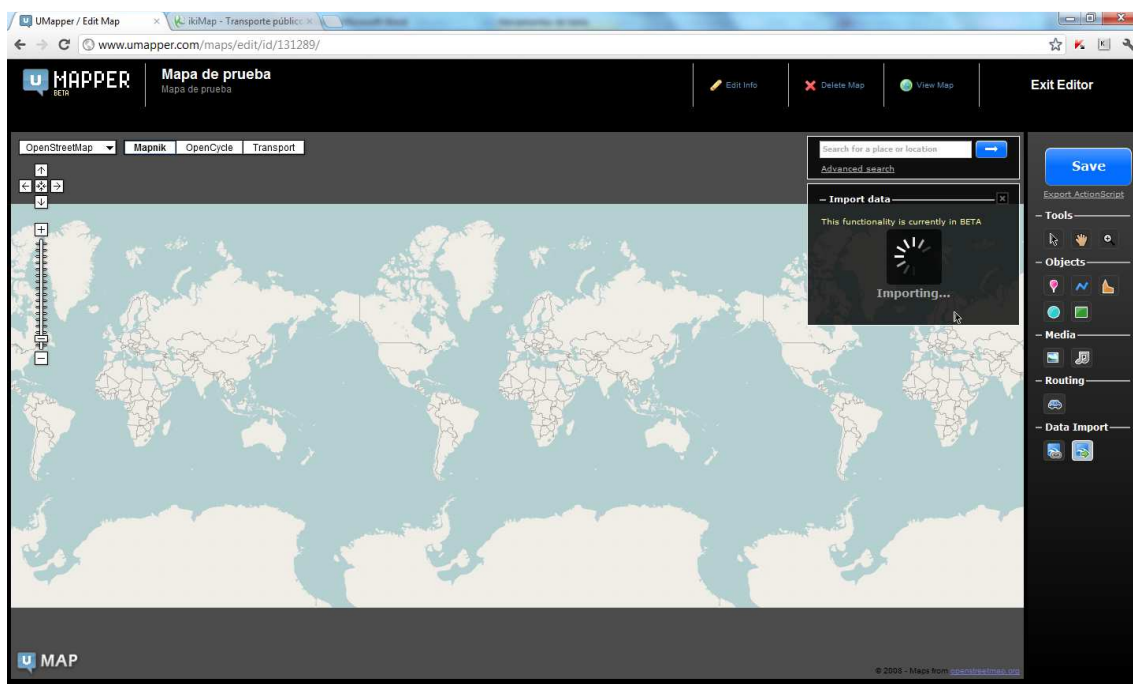 UMapper / Edit Map
ikiMap - Transporte público
www.umapper.com/maps/edit/id/131289/
U MAPPER
BETA
Mapa de prueba
Mapa de prueba
Edit Info
Delete Map
View Map
Exit Editor
OpenStreetMap
Mapnik
OpenCycle
Transport
Search for a place or location
Advanced search
Import data
This functionality is currently in BETA
Importing...
Save
Export ActionScript
Tools
Objects
Media
Routing
Data Import
U MAP
© 2008 - Maps from openstreetmap.org